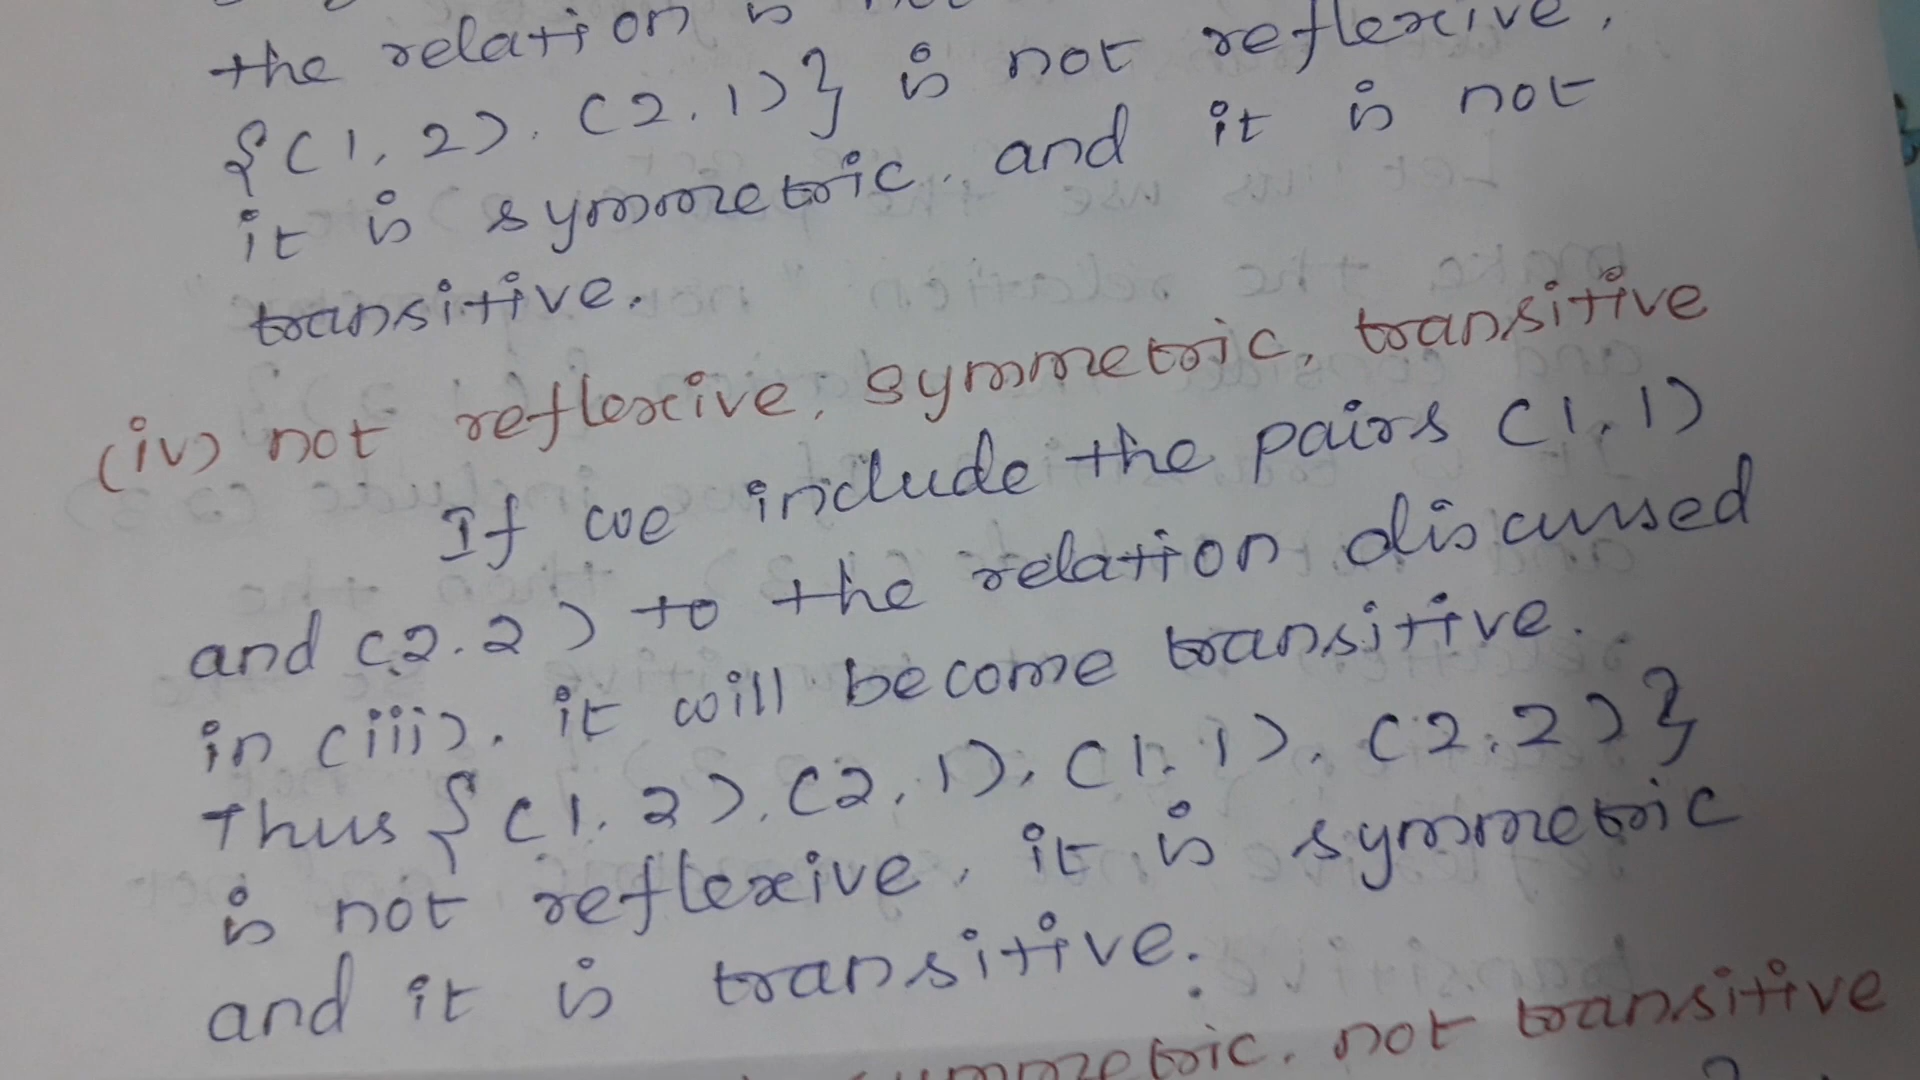 the relation is not
{(1, 2), (2, 1)} is not reflexive,
it is symmetric, and it is not
transitive.
(iv) not reflexive, symmetric, transitive
If we include the pairs (1, 1)
and (2, 2) to the relation discussed
in (iii), it will become transitive.
Thus {(1, 2), (2, 1), (1, 1), (2, 2)}
is not reflexive, it is symmetric
and it is transitive.
not transitive